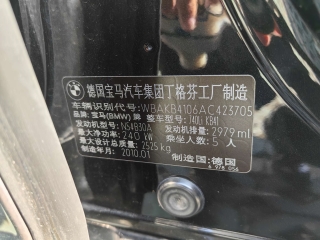 德国宝马汽车集团丁格芬工厂制造
车辆识别代号: WBAKB4106AC423705
品牌: 宝马(BMW)牌 整车型号: 740Li KB41
发动机型号: N54B30A 发动机排量: 2979 ml
最大净功率: 240 kW 乘坐人数: 5 人
最大设计总质量: 2525 kg
制造年月: 2010.01
制造国: 德国